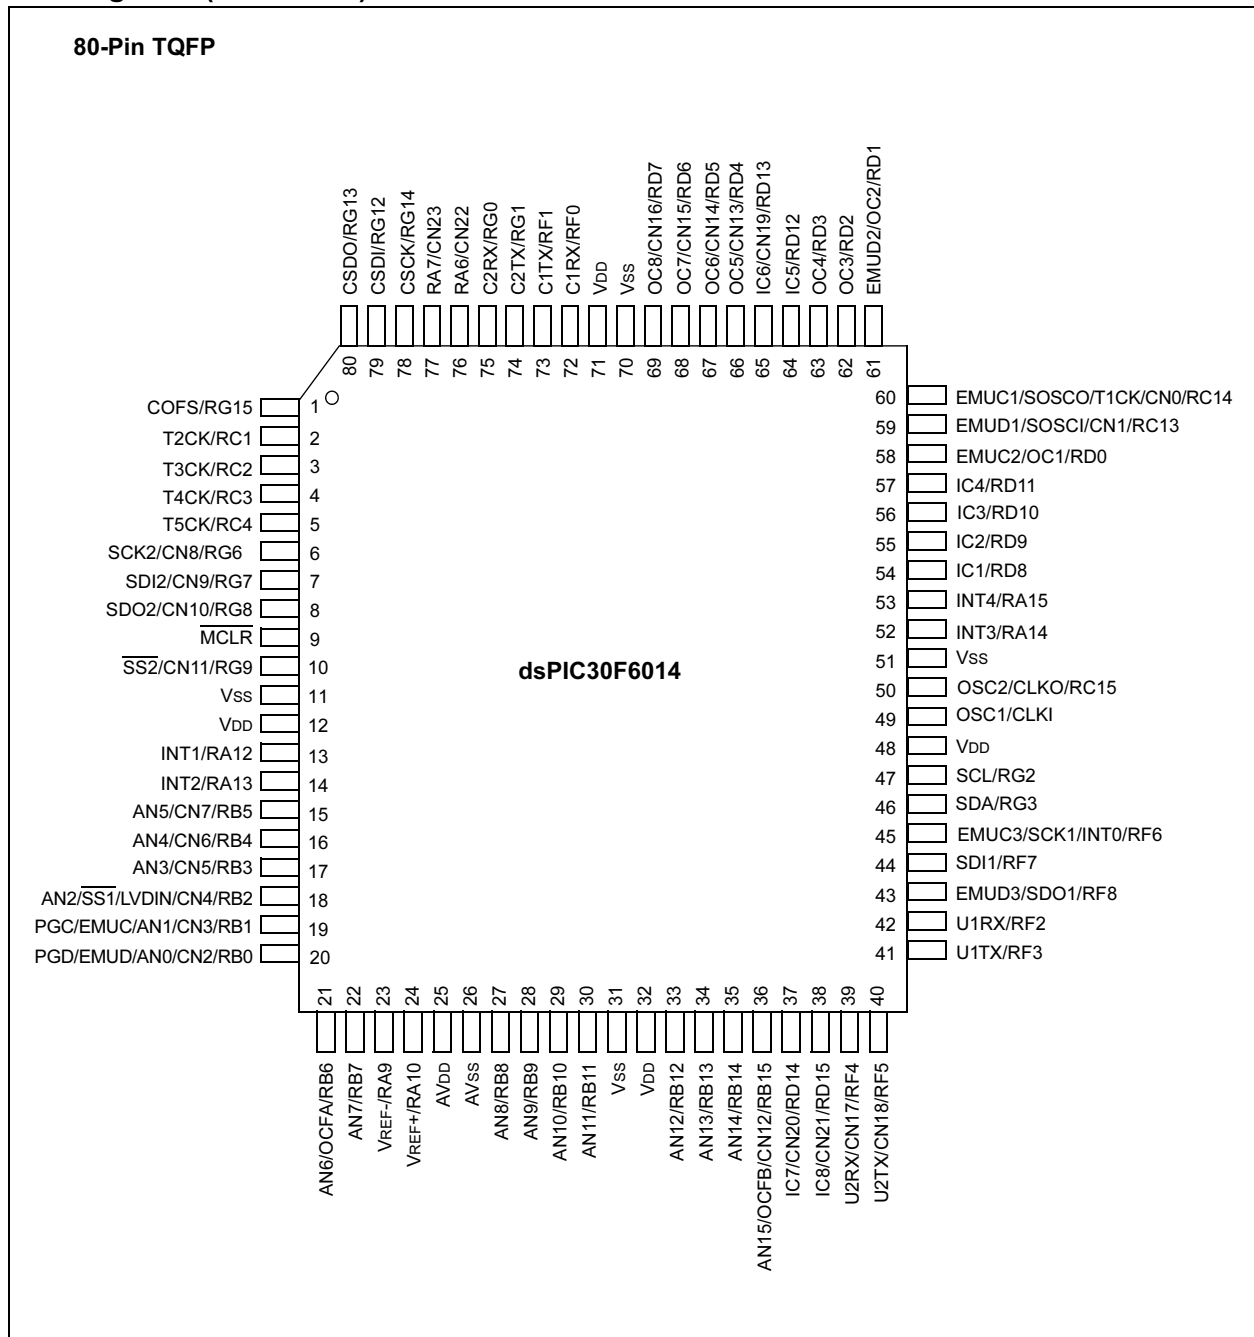 80-Pin TQFP
CSDO/RG13
CSDI/RG12
CSCK/RG14
RA7/CN23
RA6/CN22
C2RX/RG0
C2TX/RG1
C1TX/RF1
C1RX/RF0
VDD
VSS
OC8/CN16/RD7
OC7/CN15/RD6
OC6/CN14/RD5
OC5/CN13/RD4
IC6/CN19/RD13
IC5/RD12
OC4/RD3
OC3/RD2
EMUD2/OC2/RD1
80 79 78 77 76 75 74 73 72 71 70 69 68 67 66 65 64 63 62 61
COFS/RG15 1
T2CK/RC1 2
T3CK/RC2 3
T4CK/RC3 4
T5CK/RC4 5
SCK2/CN8/RG6 6
SDI2/CN9/RG7 7
SDO2/CN10/RG8 8
MCLR 9
SS2/CN11/RG9 10
VSS 11
VDD 12
INT1/RA12 13
INT2/RA13 14
AN5/CN7/RB5 15
AN4/CN6/RB4 16
AN3/CN5/RB3 17
AN2/SS1/LVDIN/CN4/RB2 18
PGC/EMUC/AN1/CN3/RB1 19
PGD/EMUD/AN0/CN2/RB0 20
dsPIC30F6014
60 EMUC1/SOSCO/T1CK/CN0/RC14
59 EMUD1/SOSCI/CN1/RC13
58 EMUC2/OC1/RD0
57 IC4/RD11
56 IC3/RD10
55 IC2/RD9
54 IC1/RD8
53 INT4/RA15
52 INT3/RA14
51 VSS
50 OSC2/CLKO/RC15
49 OSC1/CLKI
48 VDD
47 SCL/RG2
46 SDA/RG3
45 EMUC3/SCK1/INT0/RF6
44 SDI1/RF7
43 EMUD3/SDO1/RF8
42 U1RX/RF2
41 U1TX/RF3
21 22 23 24 25 26 27 28 29 30 31 32 33 34 35 36 37 38 39 40
AN6/OCFA/RB6
AN7/RB7
VREF-/RA9
VREF+/RA10
AVDD
AVSS
AN8/RB8
AN9/RB9
AN10/RB10
AN11/RB11
VSS
VDD
AN12/RB12
AN13/RB13
AN14/RB14
AN15/OCFB/CN12/RB15
IC7/CN20/RD14
IC8/CN21/RD15
U2RX/CN17/RF4
U2TX/CN18/RF5